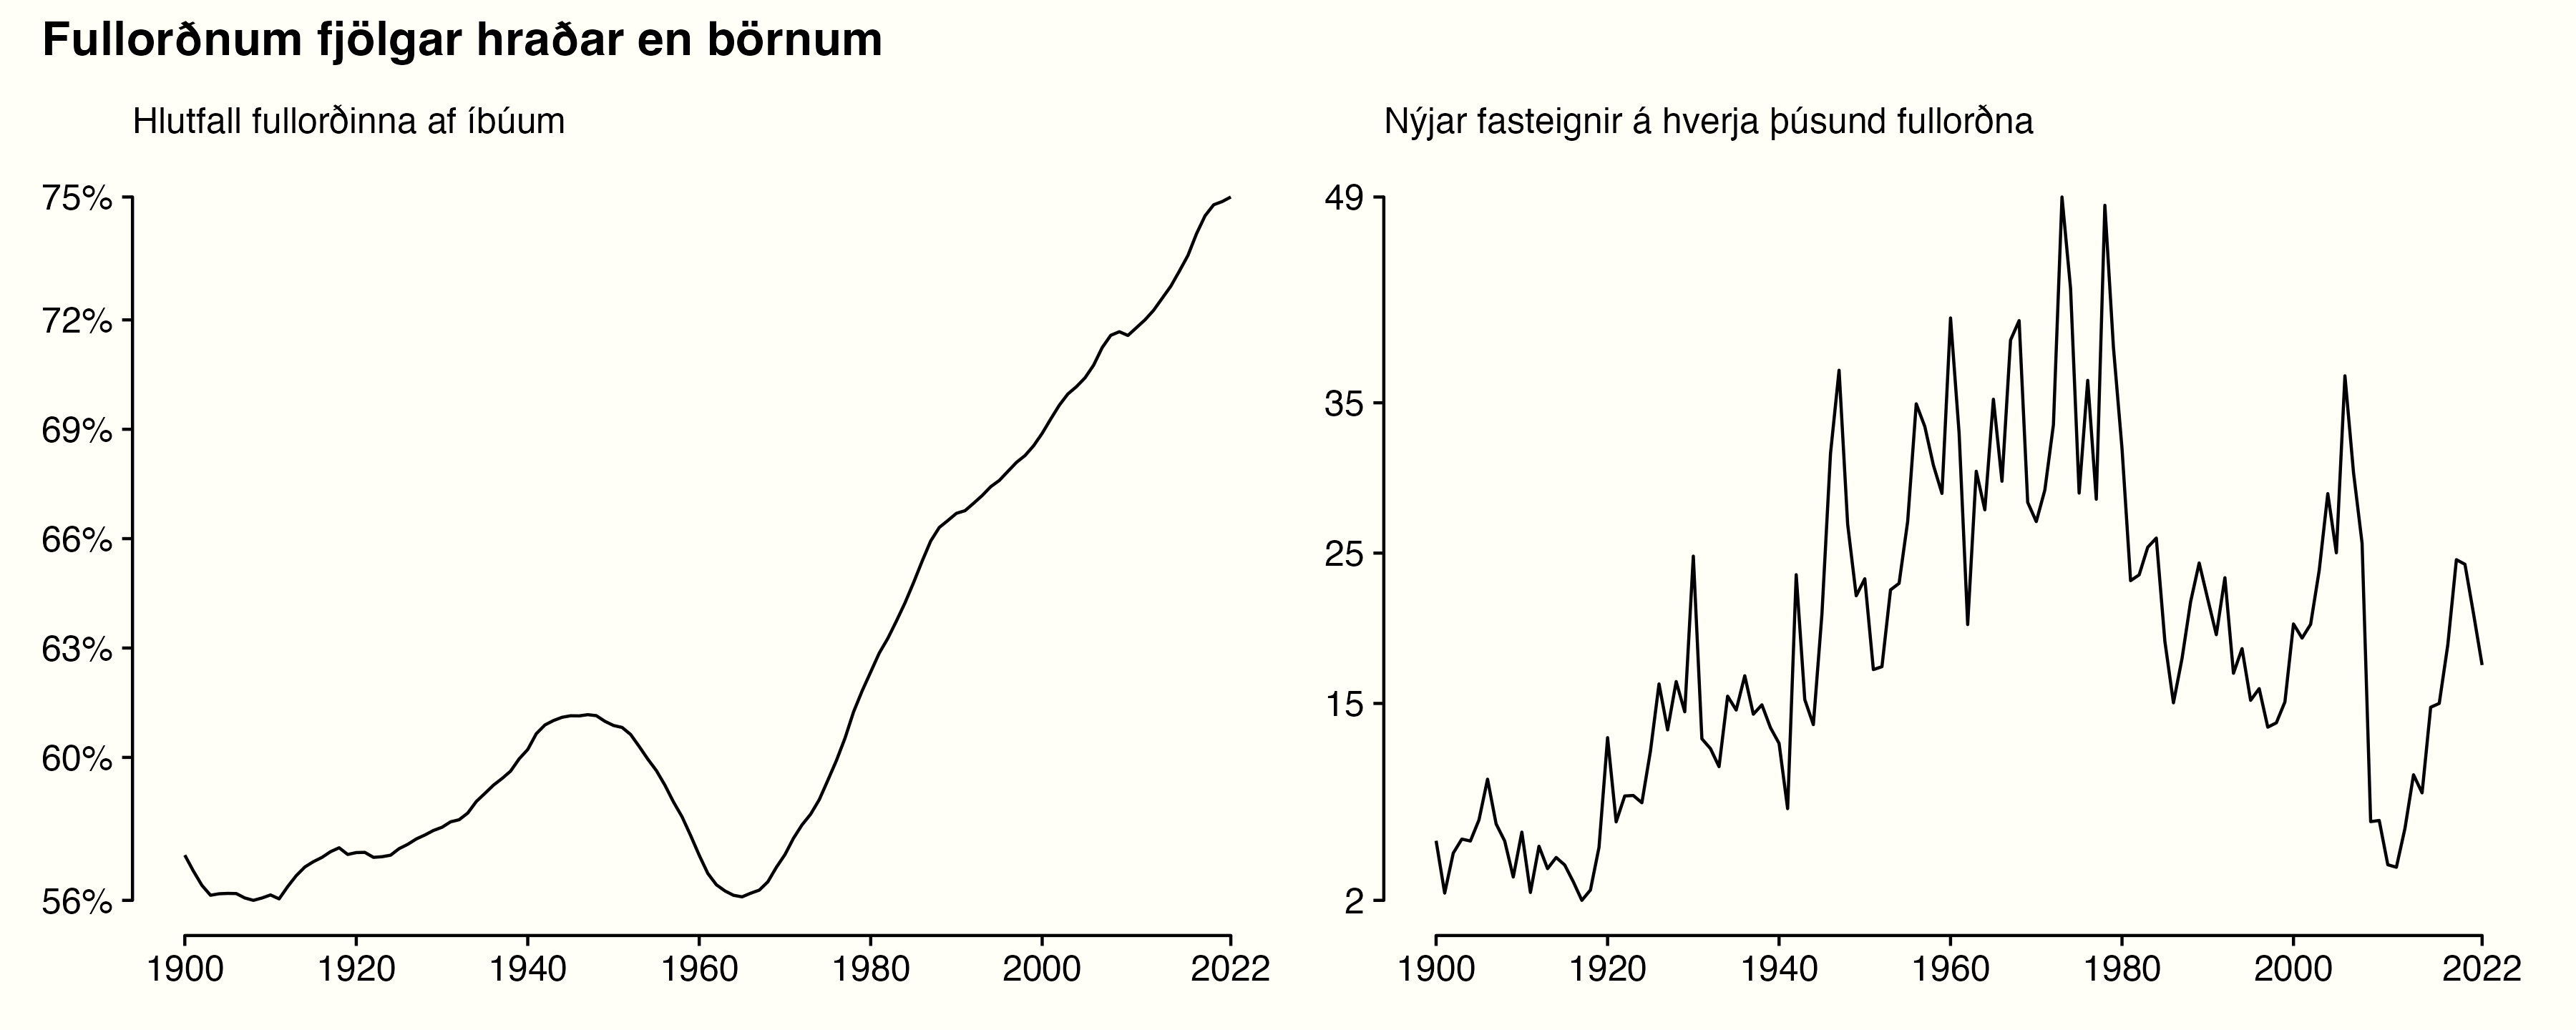 Fullorðnum fjölgar hraðar en börnum
Hlutfall fullorðinna af íbúum
75%
72%
69%
66%
63%
60%
56%
1900 1920 1940 1960 1980 2000 2022
Nýjar fasteignir á hverja þúsund fullorðna
49
35
25
15
2
1900 1920 1940 1960 1980 2000 2022